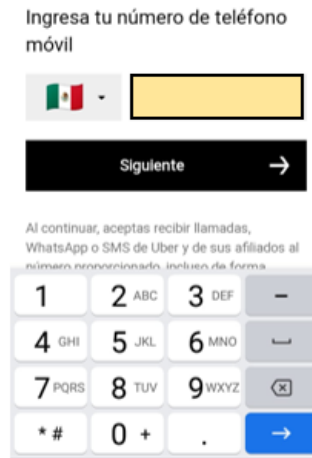 Ingresa tu número de teléfono
móvil
Siguiente
Al continuar, aceptas recibir llamadas,
WhatsApp o SMS de Uber y de sus afiliados al
número proporcionado, incluso de forma
1 2 ABC 3 DEF –
4 GHI 5 JKL 6 MNO
7 PQRS 8 TUV 9 WXYZ
* # 0 + .